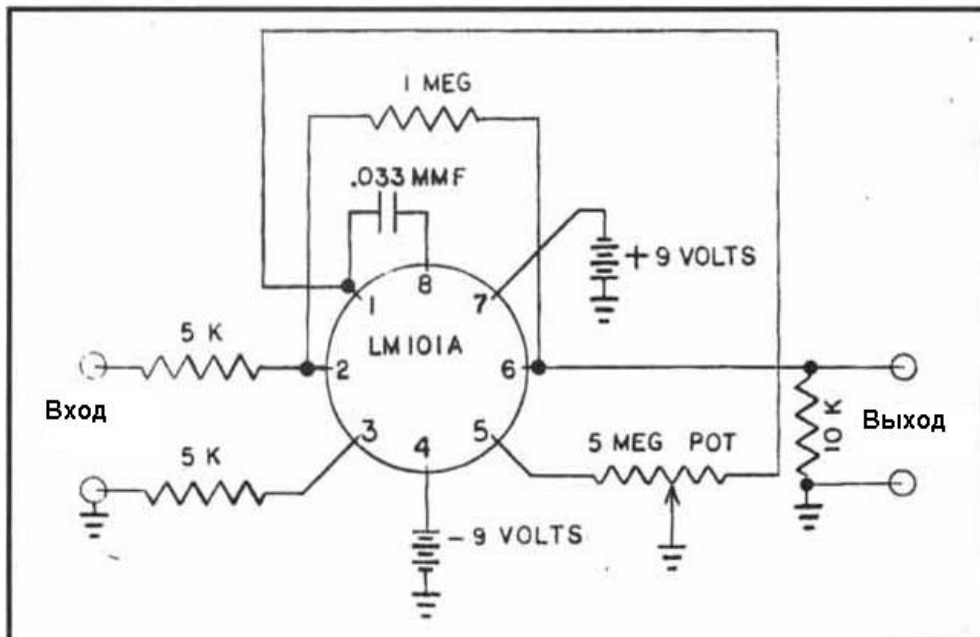 1 MEG
.033 MMF
8
1
7
+ 9 VOLTS
LM101A
5 K
2
6
Вход
10 K
Выход
3
5
4
5 MEG POT
5 K
- 9 VOLTS